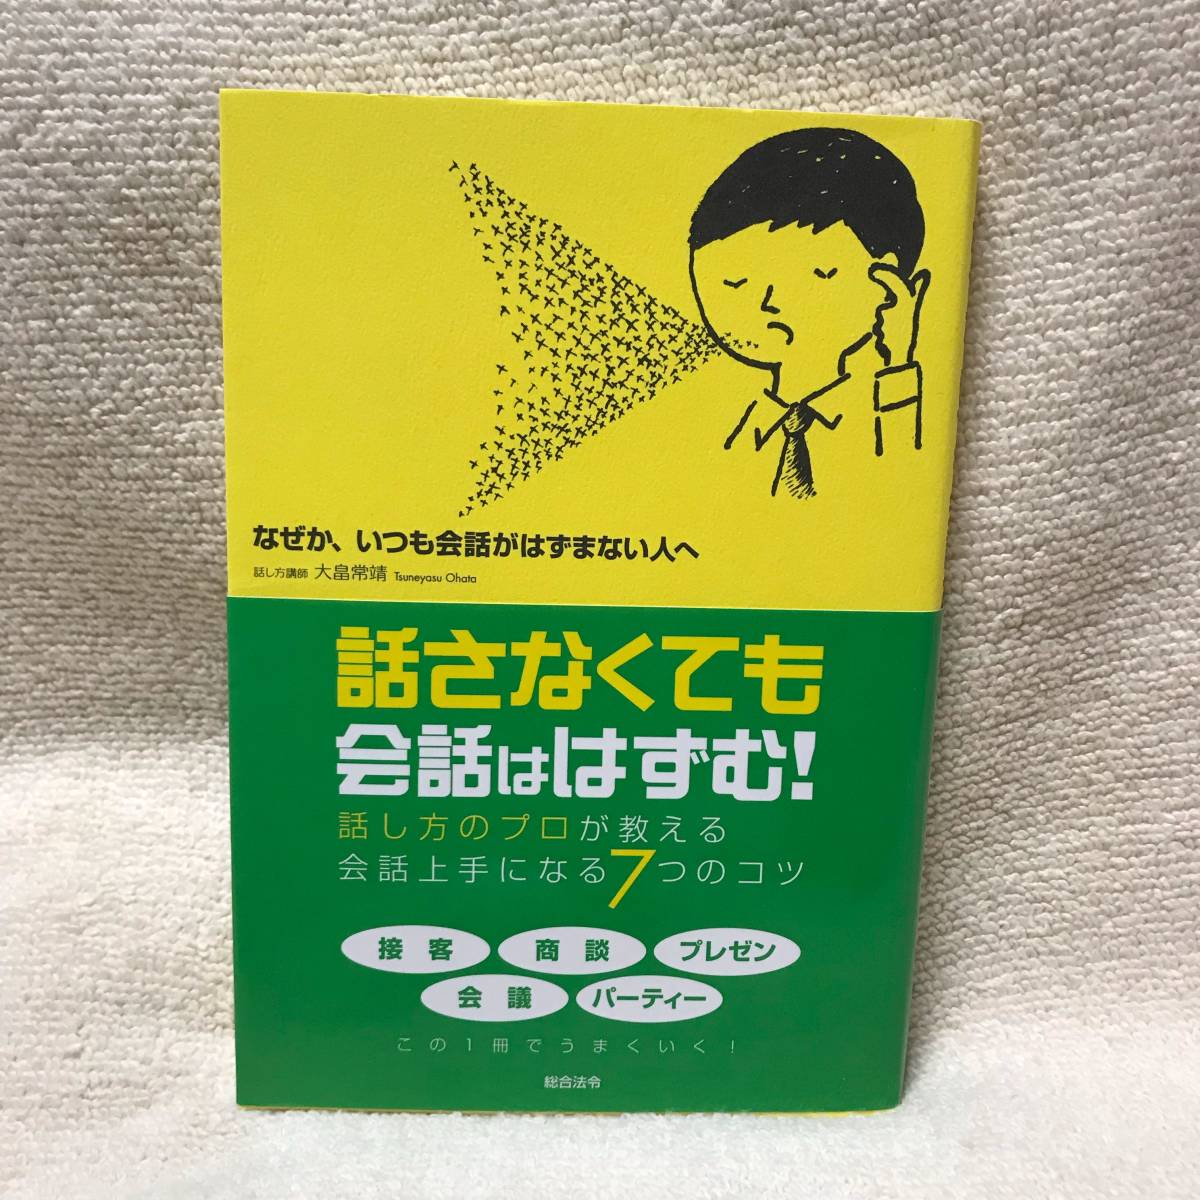 なぜか、いつも会話がはずまない人へ
話し方講師 大畠常靖 Tsuneyasu Ohata
話さなくても
会話ははずむ!
話し方のプロが教える
会話上手になる7つのコツ
接客 商談 プレゼン
会議 パーティー
この1冊でうまくいく!
総合法令